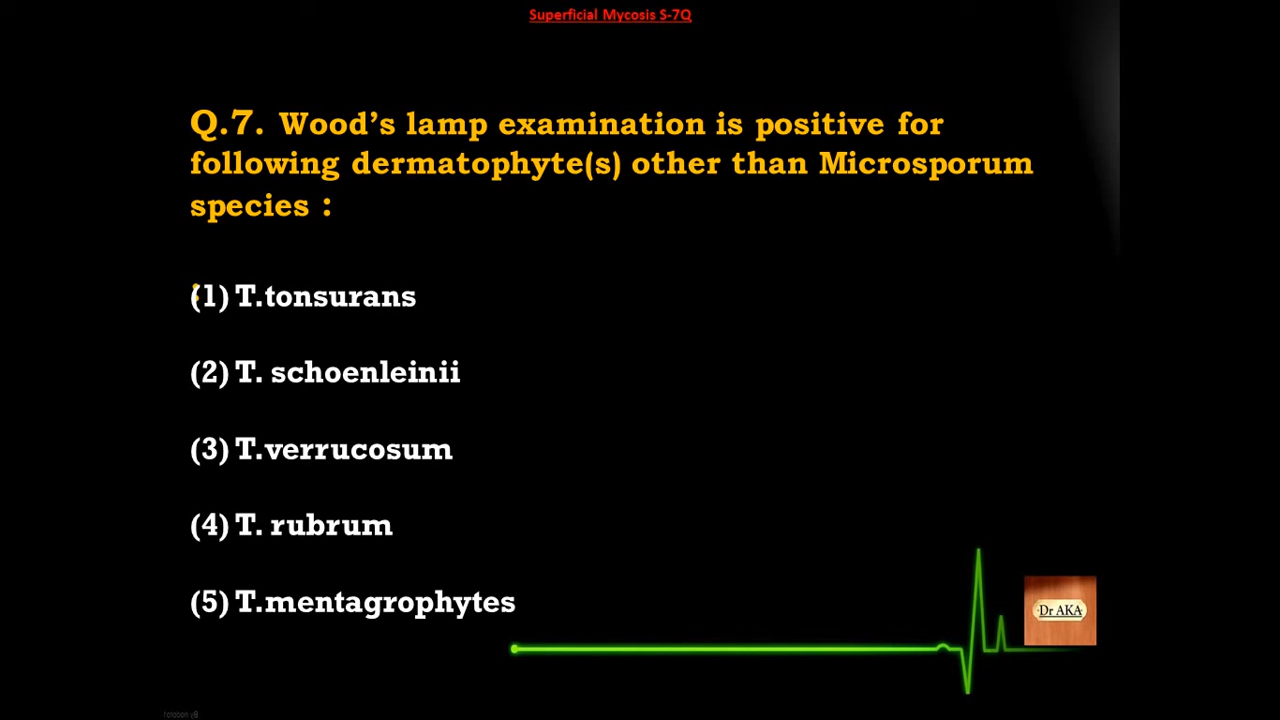 Superficial Mycosis S-7Q
Q.7. Wood’s lamp examination is positive for
following dermatophyte(s) other than Microsporum
species :
(1) T.tonsurans
(2) T. schoenleinii
(3) T.verrucosum
(4) T. rubrum
(5) T.mentagrophytes
Dr AKA